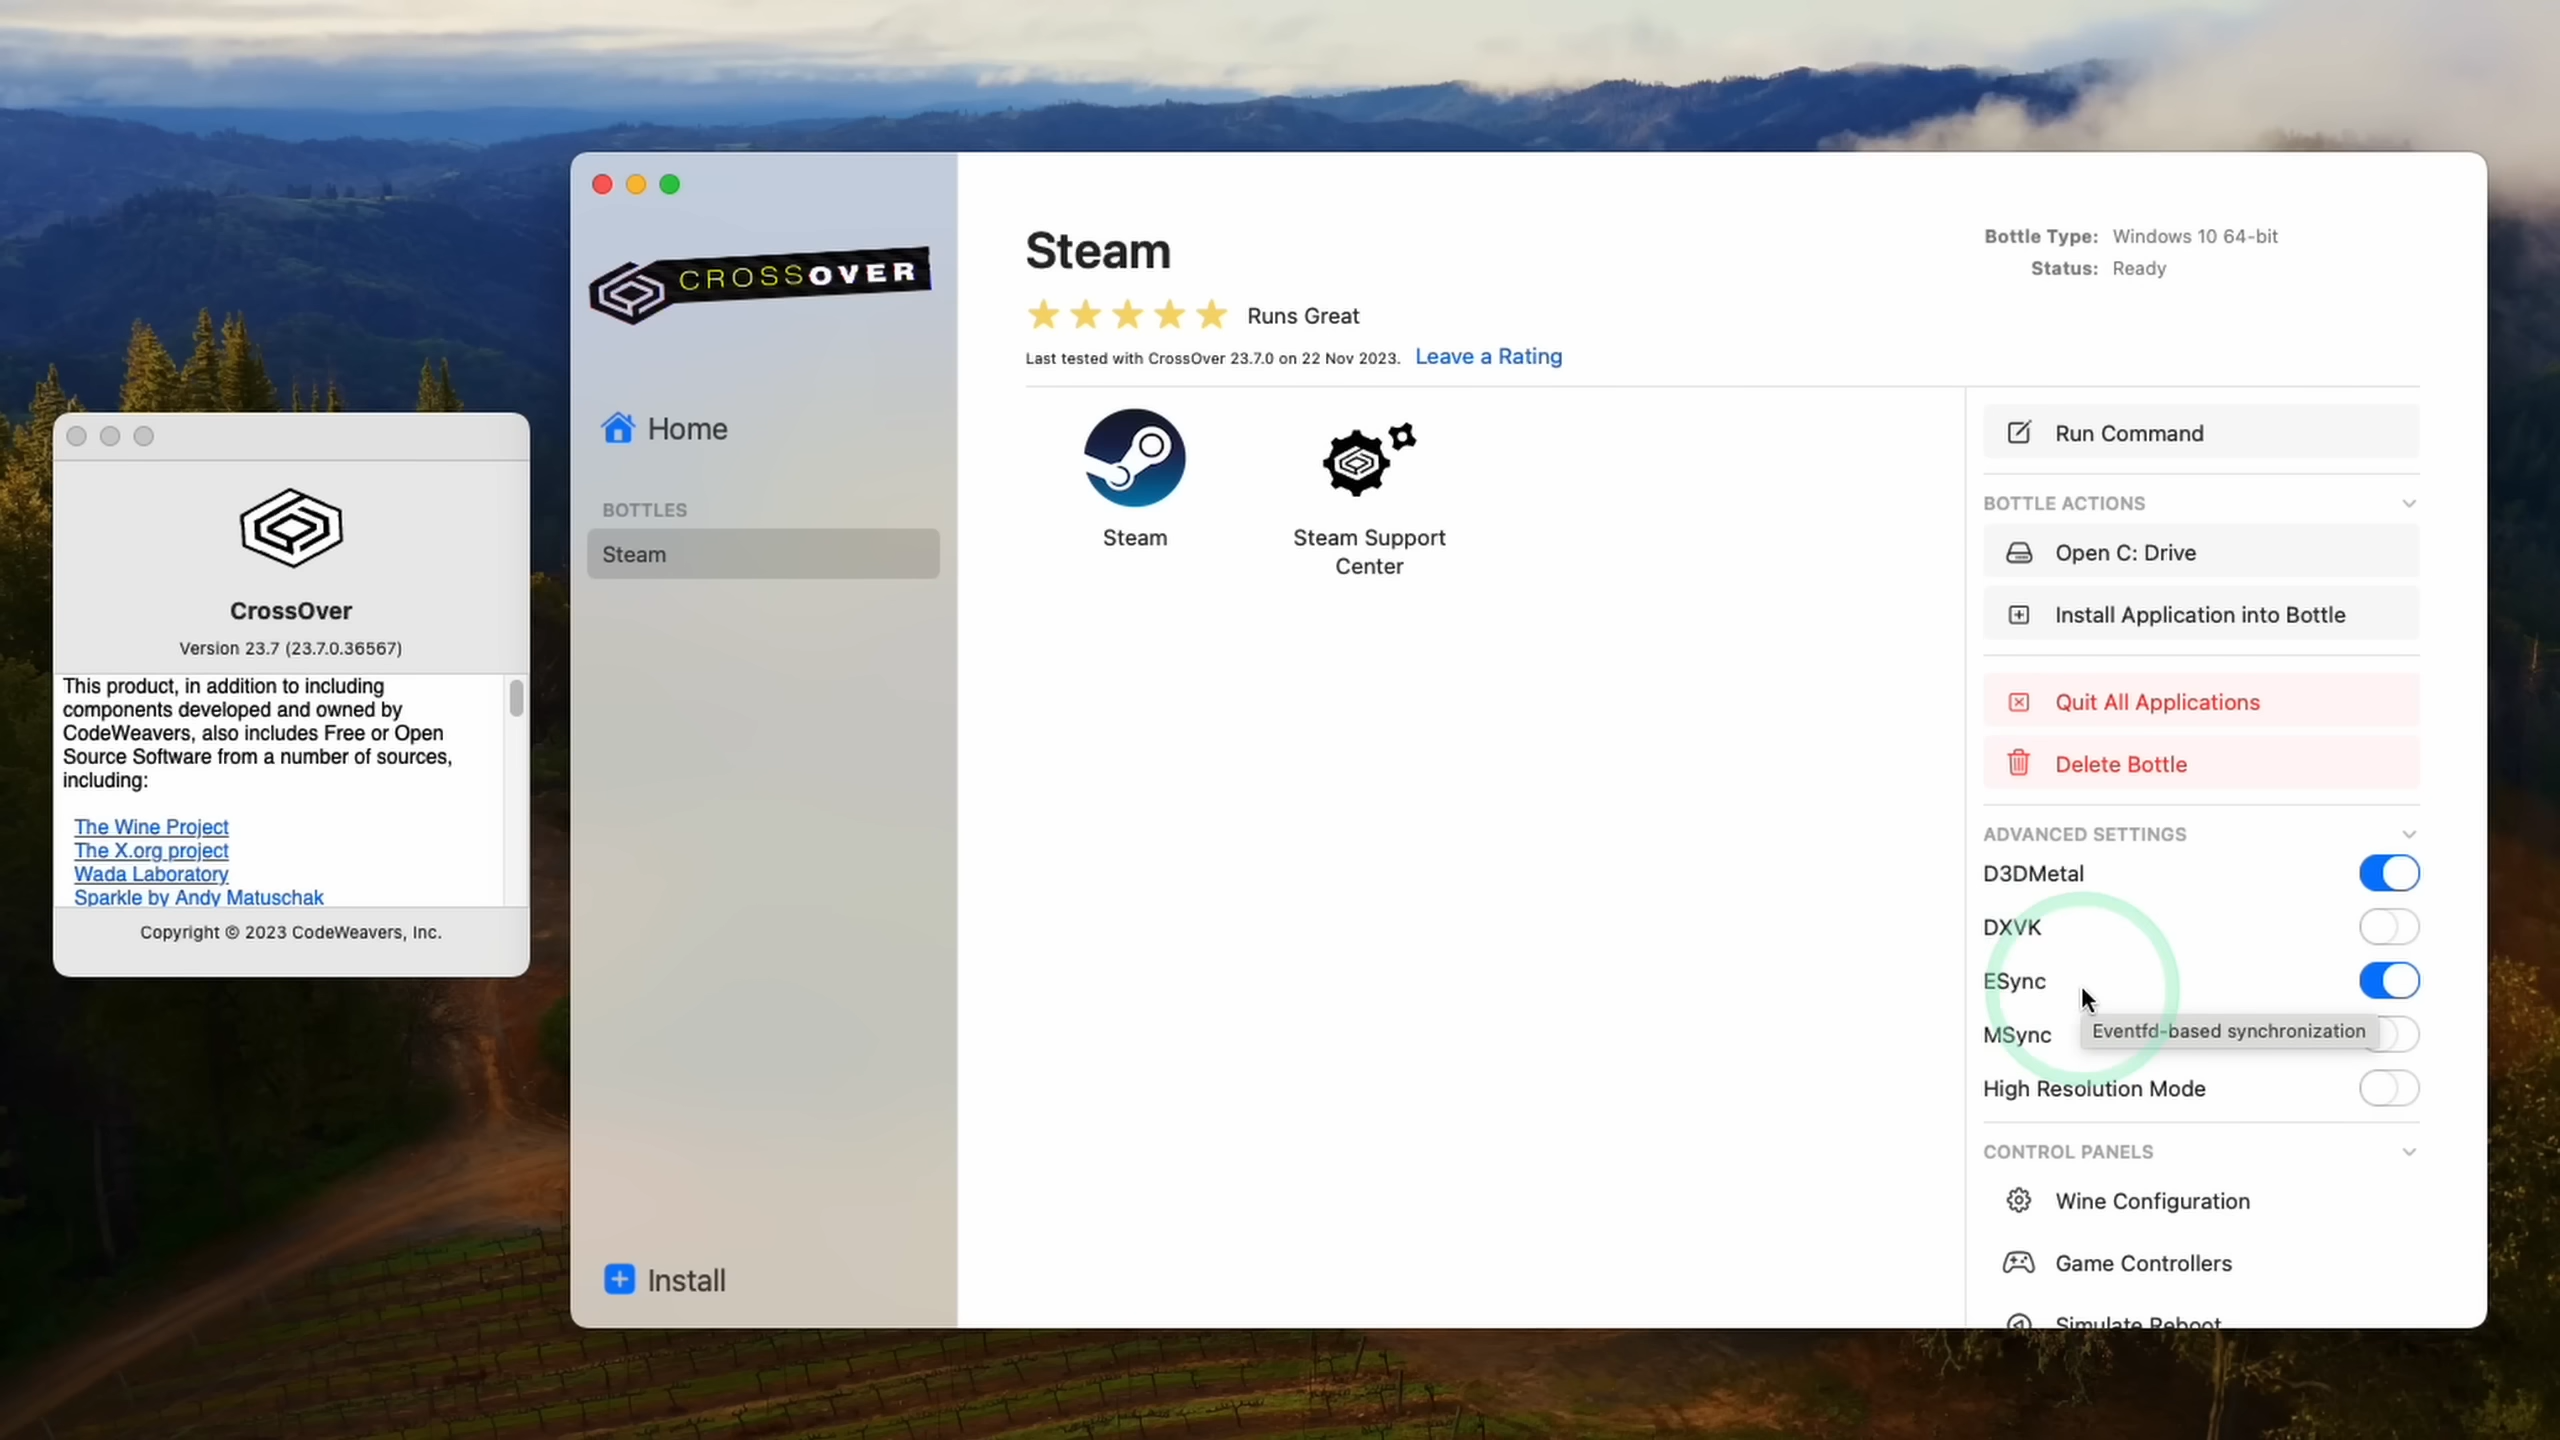 CrossOver
Version 23.7 (23.7.0.36567)
This product, in addition to including
components developed and owned by
CodeWeavers, also includes Free or Open
Source Software from a number of sources,
including:
The Wine Project
The X.org project
Wada Laboratory
Sparkle by Andy Matuschak
Copyright © 2023 CodeWeavers, Inc.
CROSSOVER
Home
BOTTLES
Steam
Install
Steam
Runs Great
Last tested with CrossOver 23.7.0 on 22 Nov 2023. Leave a Rating
Bottle Type: Windows 10 64-bit
Status: Ready
Steam
Steam Support
Center
Run Command
BOTTLE ACTIONS
Open C: Drive
Install Application into Bottle
Quit All Applications
Delete Bottle
ADVANCED SETTINGS
D3DMetal
DXVK
ESync
MSync
Eventfd-based synchronization
High Resolution Mode
CONTROL PANELS
Wine Configuration
Game Controllers
Simulate Reboot